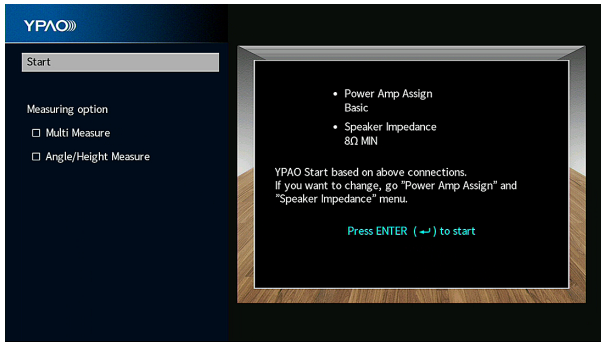 YPAO
Start
Measuring option
Multi Measure
Angle/Height Measure
• Power Amp Assign
Basic
• Speaker Impedance
8Ω MIN
YPAO Start based on above connections.
If you want to change, go "Power Amp Assign" and
"Speaker Impedance" menu.
Press ENTER (↵) to start